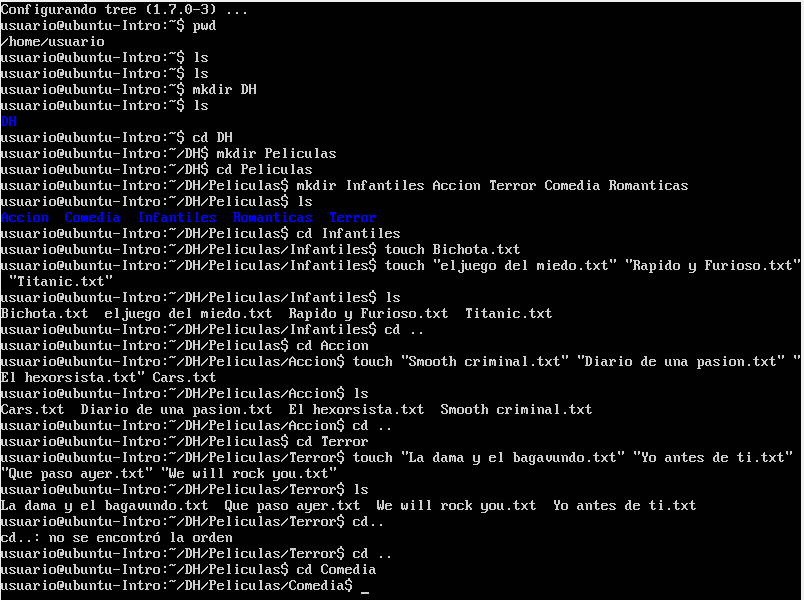 Configurando tree (1.7.0-3) ...
usuario@ubuntu-Intro:~$ pwd
/home/usuario
usuario@ubuntu-Intro:~$ ls
usuario@ubuntu-Intro:~$ ls
usuario@ubuntu-Intro:~$ mkdir DH
usuario@ubuntu-Intro:~$ ls
DH
usuario@ubuntu-Intro:~$ cd DH
usuario@ubuntu-Intro:~/DH$ mkdir Peliculas
usuario@ubuntu-Intro:~/DH$ cd Peliculas
usuario@ubuntu-Intro:~/DH/Peliculas$ mkdir Infantiles Accion Terror Comedia Romanticas
usuario@ubuntu-Intro:~/DH/Peliculas$ ls
Accion  Comedia  Infantiles  Romanticas  Terror
usuario@ubuntu-Intro:~/DH/Peliculas$ cd Infantiles
usuario@ubuntu-Intro:~/DH/Peliculas/Infantiles$ touch Bichota.txt
usuario@ubuntu-Intro:~/DH/Peliculas/Infantiles$ touch "eljuego del miedo.txt" "Rapido y Furioso.txt"
 "Titanic.txt"
usuario@ubuntu-Intro:~/DH/Peliculas/Infantiles$ ls
Bichota.txt  eljuego del miedo.txt  Rapido y Furioso.txt  Titanic.txt
usuario@ubuntu-Intro:~/DH/Peliculas/Infantiles$ cd ..
usuario@ubuntu-Intro:~/DH/Peliculas$ cd Accion
usuario@ubuntu-Intro:~/DH/Peliculas/Accion$ touch "Smooth criminal.txt" "Diario de una pasion.txt" "
El hexorsista.txt" Cars.txt
usuario@ubuntu-Intro:~/DH/Peliculas/Accion$ ls
Cars.txt  Diario de una pasion.txt  El hexorsista.txt  Smooth criminal.txt
usuario@ubuntu-Intro:~/DH/Peliculas/Accion$ cd ..
usuario@ubuntu-Intro:~/DH/Peliculas$ cd Terror
usuario@ubuntu-Intro:~/DH/Peliculas/Terror$ touch "La dama y el bagavundo.txt" "Yo antes de ti.txt"
"Que paso ayer.txt" "We will rock you.txt"
usuario@ubuntu-Intro:~/DH/Peliculas/Terror$ ls
La dama y el bagavundo.txt  Que paso ayer.txt  We will rock you.txt  Yo antes de ti.txt
usuario@ubuntu-Intro:~/DH/Peliculas/Terror$ cd..
cd..: no se encontró la orden
usuario@ubuntu-Intro:~/DH/Peliculas/Terror$ cd ..
usuario@ubuntu-Intro:~/DH/Peliculas$ cd Comedia
usuario@ubuntu-Intro:~/DH/Peliculas/Comedia$ _